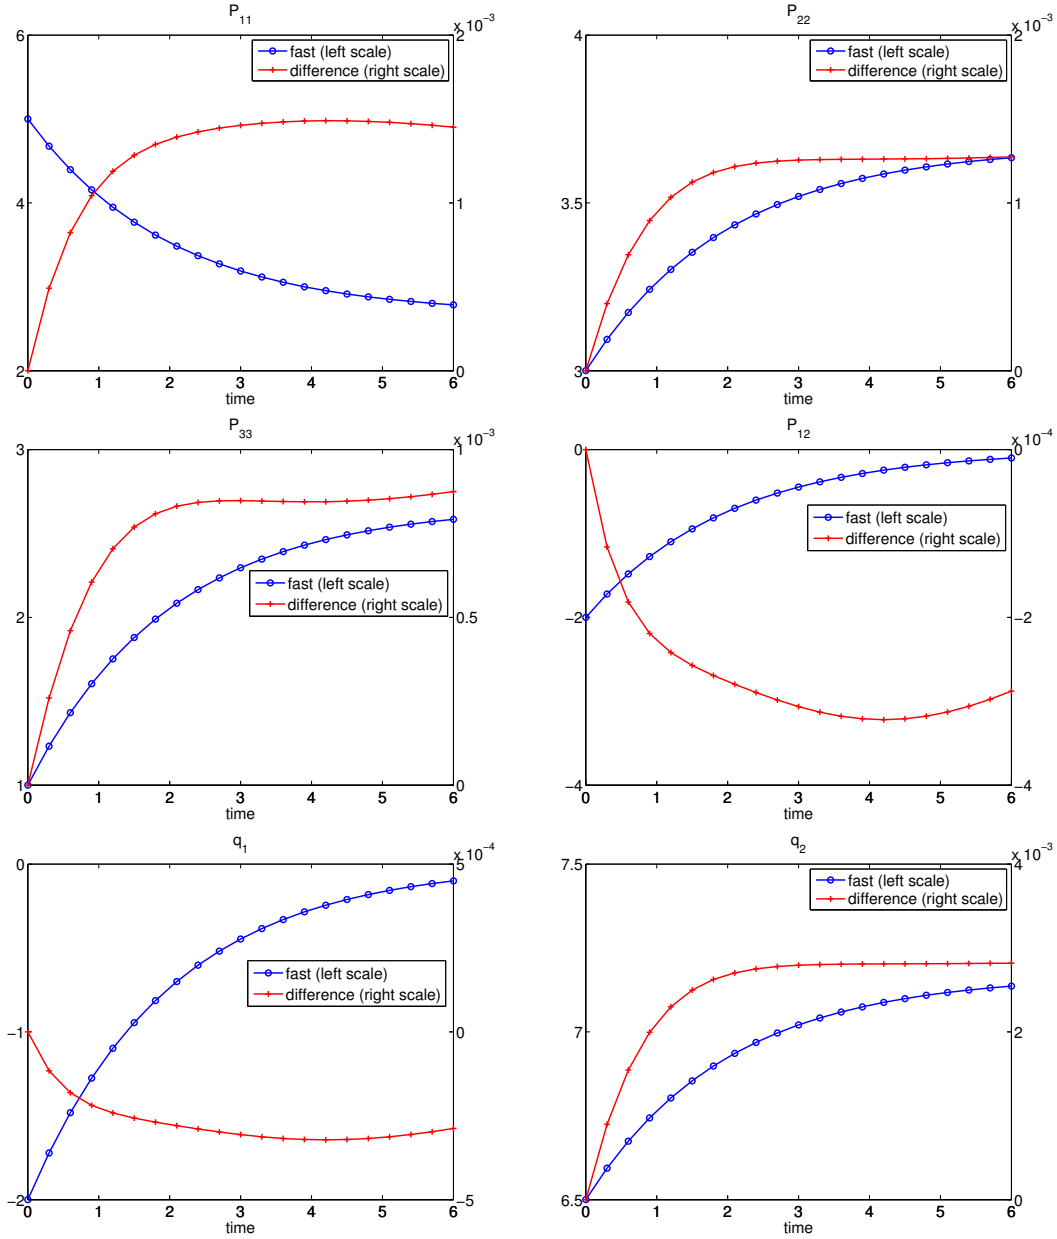 P11
x 10^-3
6
4
2
2
1
0
fast (left scale)
difference (right scale)
0 1 2 3 4 5 6
time
P22
x 10^-3
4
3.5
3
2
1
0
fast (left scale)
difference (right scale)
0 1 2 3 4 5 6
time
P33
x 10^-3
3
2
1
1
0.5
0
fast (left scale)
difference (right scale)
0 1 2 3 4 5 6
time
P12
x 10^-4
0
−2
−4
0
−2
−4
fast (left scale)
difference (right scale)
0 1 2 3 4 5 6
time
q1
x 10^-4
0
−1
−2
5
0
−5
fast (left scale)
difference (right scale)
0 1 2 3 4 5 6
time
q2
x 10^-3
7.5
7
6.5
4
2
0
fast (left scale)
difference (right scale)
0 1 2 3 4 5 6
time